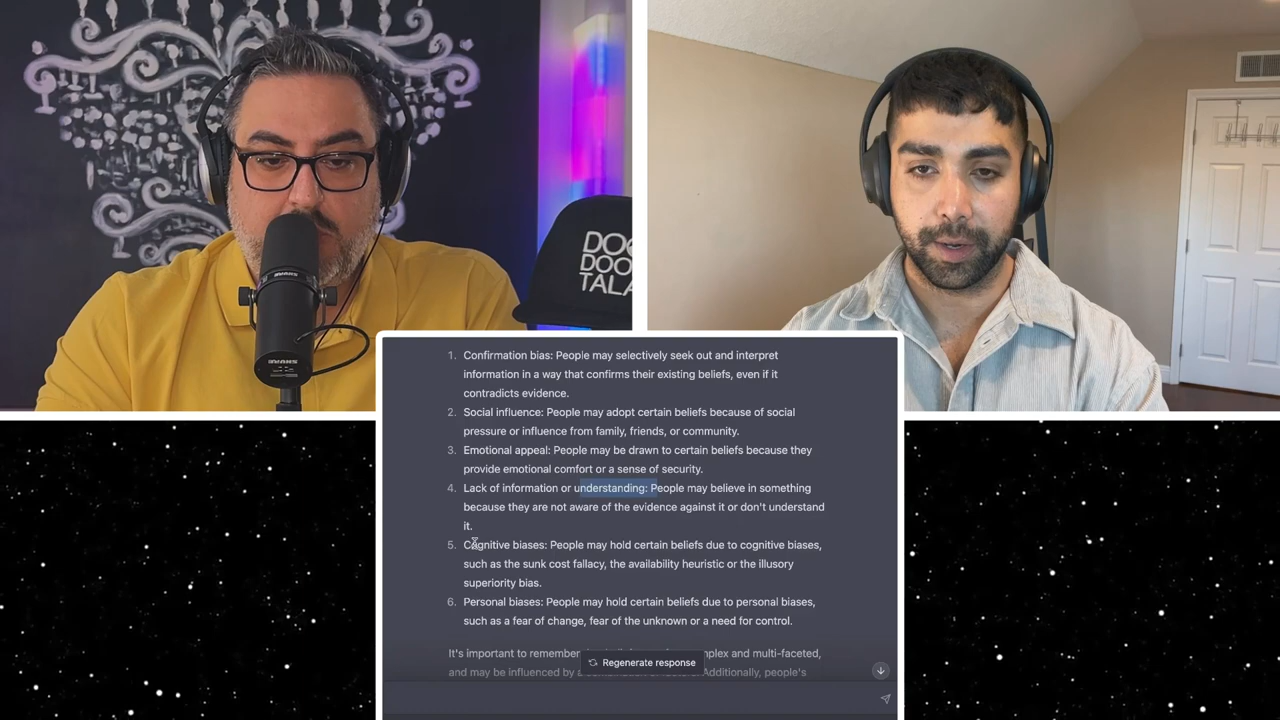 DOO
DOO
TALA
SHURE
1. Confirmation bias: People may selectively seek out and interpret
information in a way that confirms their existing beliefs, even if it
contradicts evidence.
2. Social influence: People may adopt certain beliefs because of social
pressure or influence from family, friends, or community.
3. Emotional appeal: People may be drawn to certain beliefs because they
provide emotional comfort or a sense of security.
4. Lack of information or understanding: People may believe in something
because they are not aware of the evidence against it or don't understand
it.
5. Cognitive biases: People may hold certain beliefs due to cognitive biases,
such as the sunk cost fallacy, the availability heuristic or the illusory
superiority bias.
6. Personal biases: People may hold certain beliefs due to personal biases,
such as a fear of change, fear of the unknown or a need for control.
It's important to remember mplex and multi-faceted,
Regenerate response
and may be influenced by a Additionally, people's